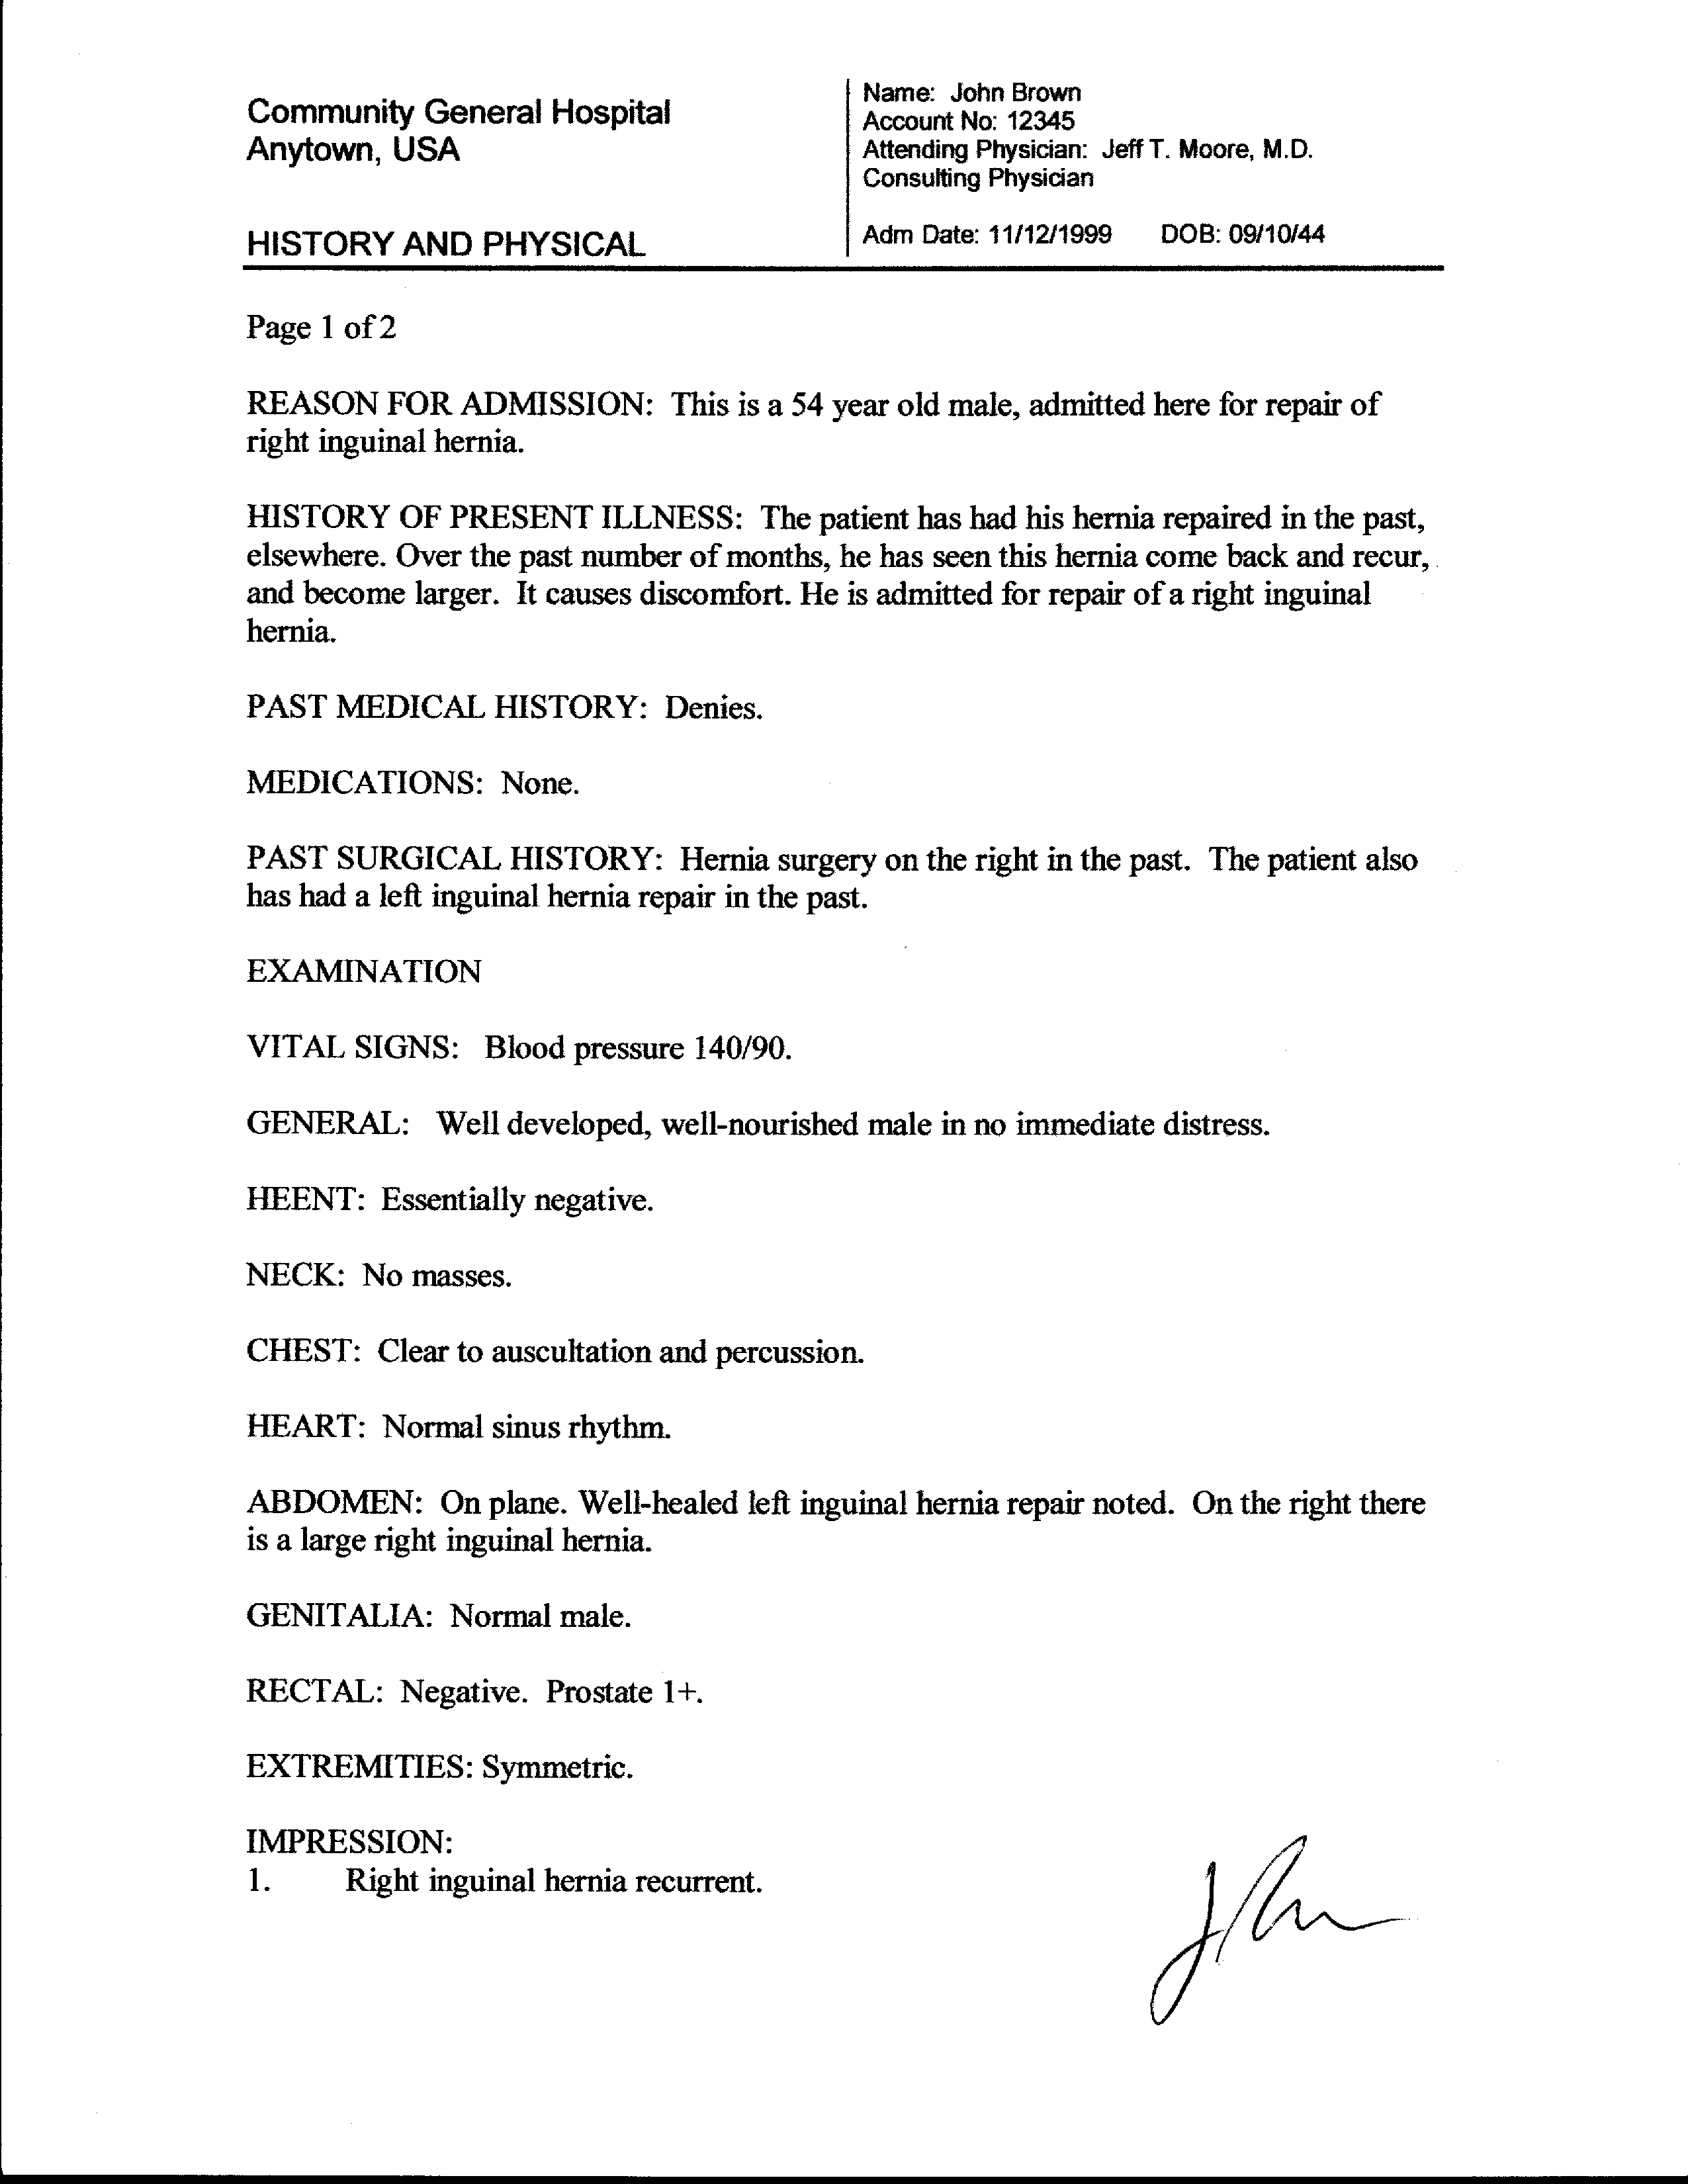 Community General Hospital
Anytown, USA
HISTORY AND PHYSICAL
Name: John Brown
Account No: 12345
Attending Physician: Jeff T. Moore, M.D.
Consulting Physician
Adm Date: 11/12/1999 DOB: 09/10/44
Page 1 of 2
REASON FOR ADMISSION: This is a 54 year old male, admitted here for repair of
right inguinal hernia.
HISTORY OF PRESENT ILLNESS: The patient has had his hernia repaired in the past,
elsewhere. Over the past number of months, he has seen this hernia come back and recur,
and become larger. It causes discomfort. He is admitted for repair of a right inguinal
hernia.
PAST MEDICAL HISTORY: Denies.
MEDICATIONS: None.
PAST SURGICAL HISTORY: Hernia surgery on the right in the past. The patient also
has had a left inguinal hernia repair in the past.
EXAMINATION
VITAL SIGNS: Blood pressure 140/90.
GENERAL: Well developed, well-nourished male in no immediate distress.
HEENT: Essentially negative.
NECK: No masses.
CHEST: Clear to auscultation and percussion.
HEART: Normal sinus rhythm.
ABDOMEN: On plane. Well-healed left inguinal hernia repair noted. On the right there
is a large right inguinal hernia.
GENITALIA: Normal male.
RECTAL: Negative. Prostate 1+.
EXTREMITIES: Symmetric.
IMPRESSION:
1. Right inguinal hernia recurrent.